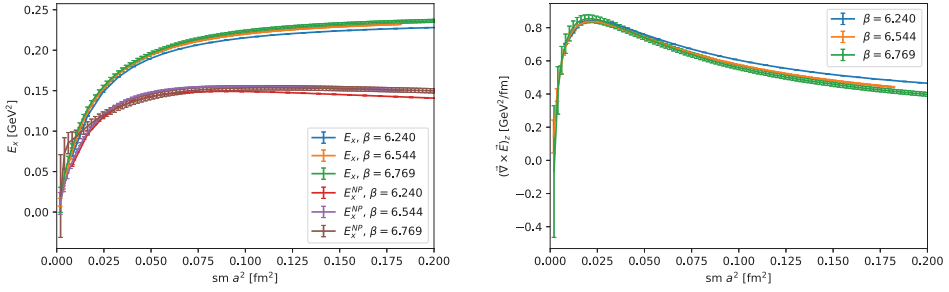 0.25
0.20
0.15
0.10
0.05
0.00
E_x [GeV²]
E_x, β = 6.240
E_x, β = 6.544
E_x, β = 6.769
E_x^NP, β = 6.240
E_x^NP, β = 6.544
E_x^NP, β = 6.769
0.000 0.025 0.050 0.075 0.100 0.125 0.150 0.175 0.200
sm a² [fm²]
0.8
0.6
0.4
0.2
0.0
−0.2
−0.4
(∇⃗ × E⃗)_z [GeV²/fm]
β = 6.240
β = 6.544
β = 6.769
0.000 0.025 0.050 0.075 0.100 0.125 0.150 0.175 0.200
sm a² [fm²]